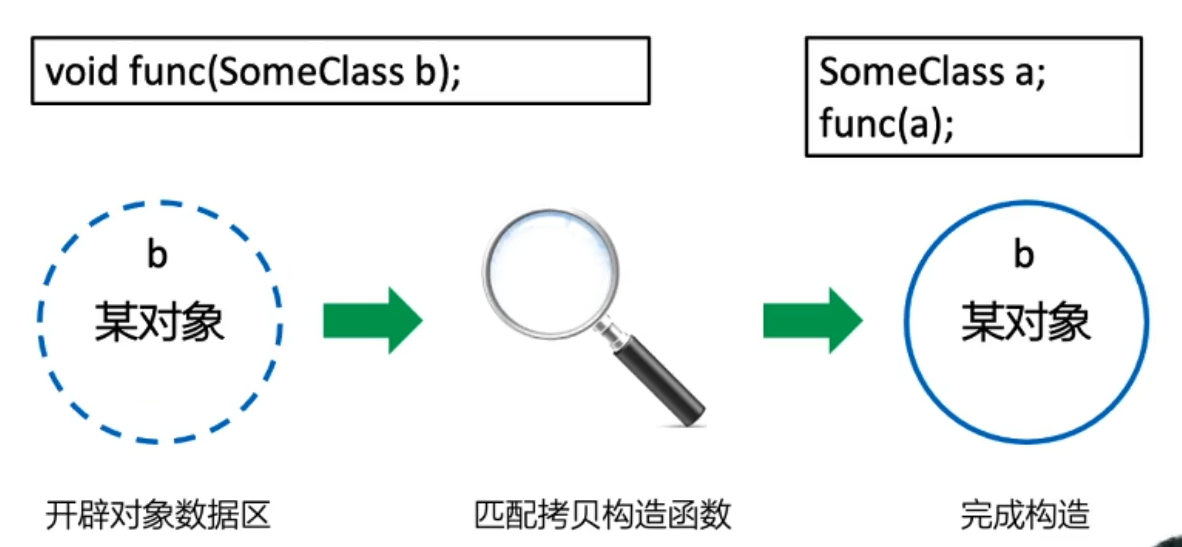 void func(SomeClass b);
SomeClass a;
func(a);
b
某对象
b
某对象
开辟对象数据区
匹配拷贝构造函数
完成构造